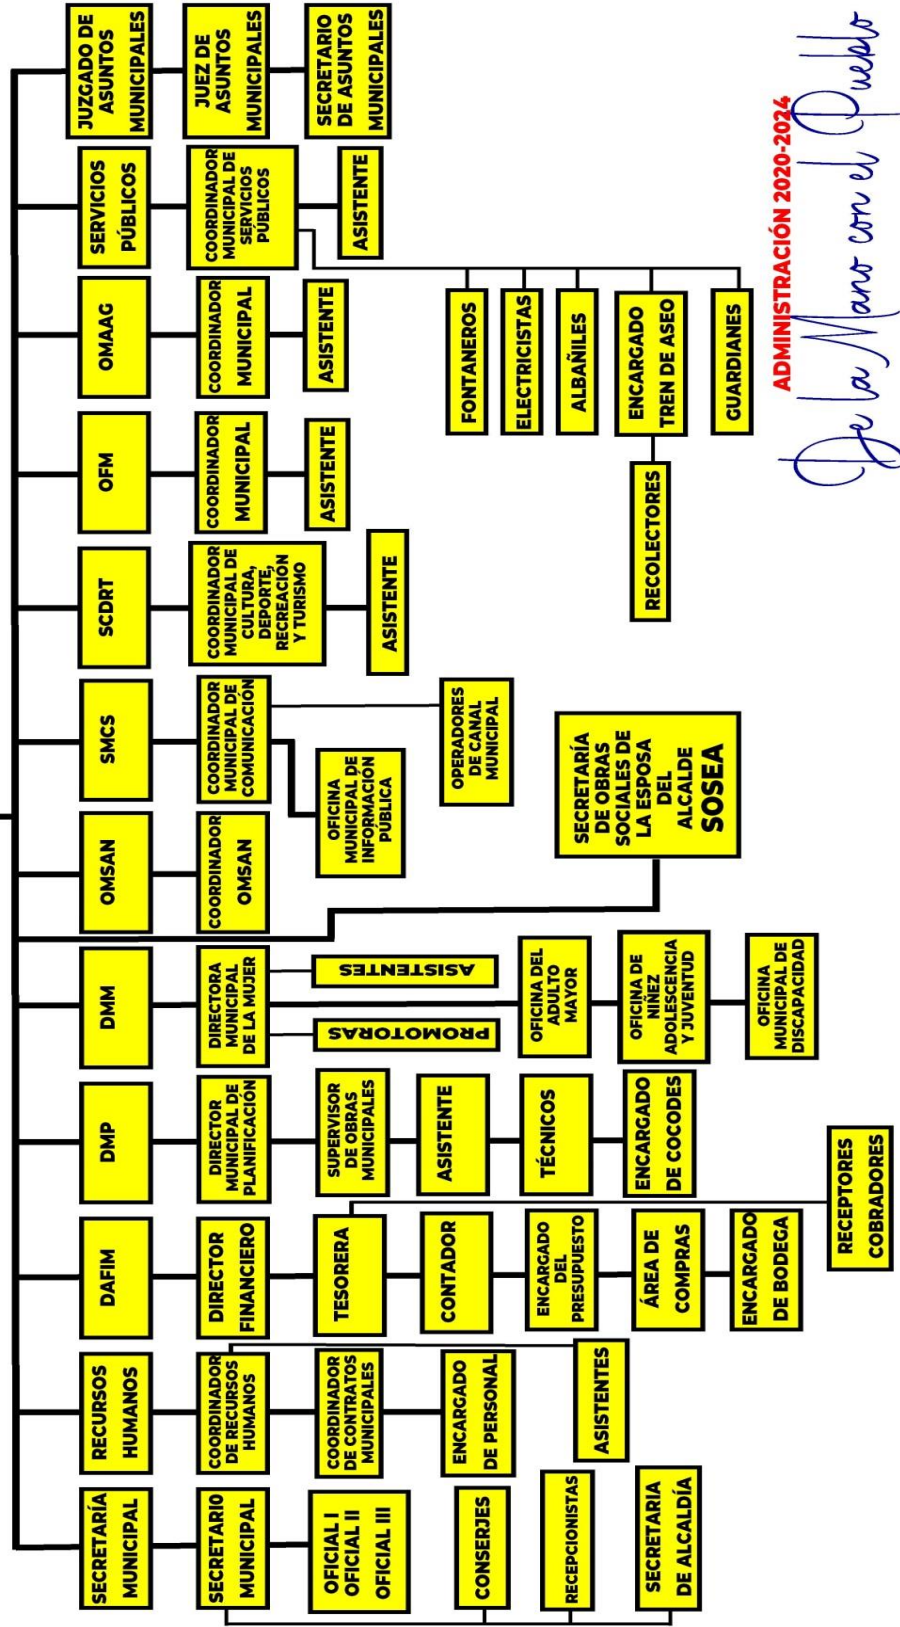 SECRETARÍA
MUNICIPAL
SECRETARIO
MUNICIPAL
OFICIAL I
OFICIAL II
OFICIAL III
CONSERJES
RECEPCIONISTAS
SECRETARIA
DE ALCALDÍA
RECURSOS
HUMANOS
COORDINADOR
DE RECURSOS
HUMANOS
COORDINADOR
DE CONTRATOS
MUNICIPALES
ENCARGADO
DE PERSONAL
ASISTENTES
DAFIM
DIRECTOR
FINANCIERO
TESORERA
CONTADOR
ENCARGADO
DEL
PRESUPUESTO
ÁREA DE
COMPRAS
ENCARGADO
DE BODEGA
RECEPTORES
COBRADORES
DMP
DIRECTOR
MUNICIPAL DE
PLANIFICACIÓN
SUPERVISOR
DE OBRAS
MUNICIPALES
ASISTENTE
TÉCNICOS
ENCARGADO
DE COCODES
DMM
DIRECTORA
MUNICIPAL
DE LA MUJER
PROMOTORAS
ASISTENTES
OFICINA DEL
ADULTO
MAYOR
OFICINA DE
NIÑEZ
ADOLESCENCIA
Y JUVENTUD
OFICINA
MUNICIPAL DE
DISCAPACIDAD
SECRETARÍA
DE OBRAS
SOCIALES DE
LA ESPOSA
DEL
ALCALDE
SOSEA
OMSAN
COORDINADOR
OMSAN
SMCS
COORDINADOR
MUNICIPAL DE
COMUNICACIÓN
OFICINA
MUNICIPAL DE
INFORMACIÓN
PÚBLICA
OPERADORES
DE CANAL
MUNICIPAL
SCDRT
COORDINADOR
MUNICIPAL DE
CULTURA,
DEPORTE,
RECREACIÓN
Y TURISMO
ASISTENTE
OFM
COORDINADOR
MUNICIPAL
ASISTENTE
OMAAG
COORDINADOR
MUNICIPAL
ASISTENTE
SERVICIOS
PÚBLICOS
COORDINADOR
MUNICIPAL DE
SERVICIOS
PÚBLICOS
ASISTENTE
FONTANEROS
ELECTRICISTAS
ALBAÑILES
ENCARGADO
TREN DE ASEO
RECOLECTORES
GUARDIANES
JUZGADO DE
ASUNTOS
MUNICIPALES
JUEZ DE
ASUNTOS
MUNICIPALES
SECRETARIO
DE ASUNTOS
MUNICIPALES
ADMINISTRACIÓN 2020-2024
De la Mano con el Pueblo